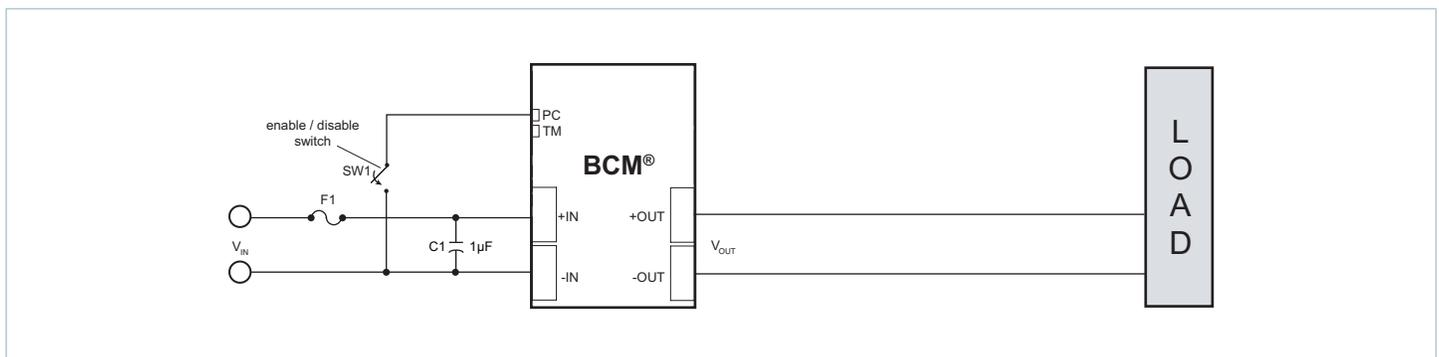 PC
TM
enable / disable
switch
BCM®
SW1
F1
+IN
+OUT
C1
1µF
VIN
VOUT
-IN
-OUT
L
O
A
D